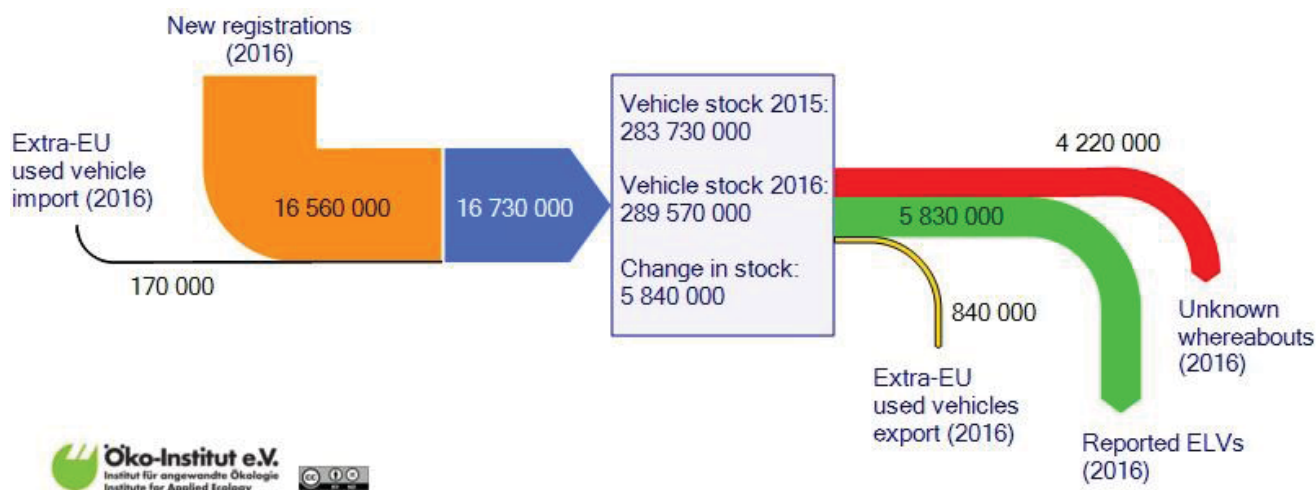 New registrations
(2016)
Extra-EU
used vehicle
import (2016)
170 000
16 560 000
16 730 000
Vehicle stock 2015:
283 730 000
Vehicle stock 2016:
289 570 000
Change in stock:
5 840 000
4 220 000
5 830 000
840 000
Unknown
whereabouts
(2016)
Extra-EU
used vehicles
export (2016)
Reported ELVs
(2016)
Öko-Institut e.V.
Institut für angewandte Ökologie
Institute for Applied Ecology
cc